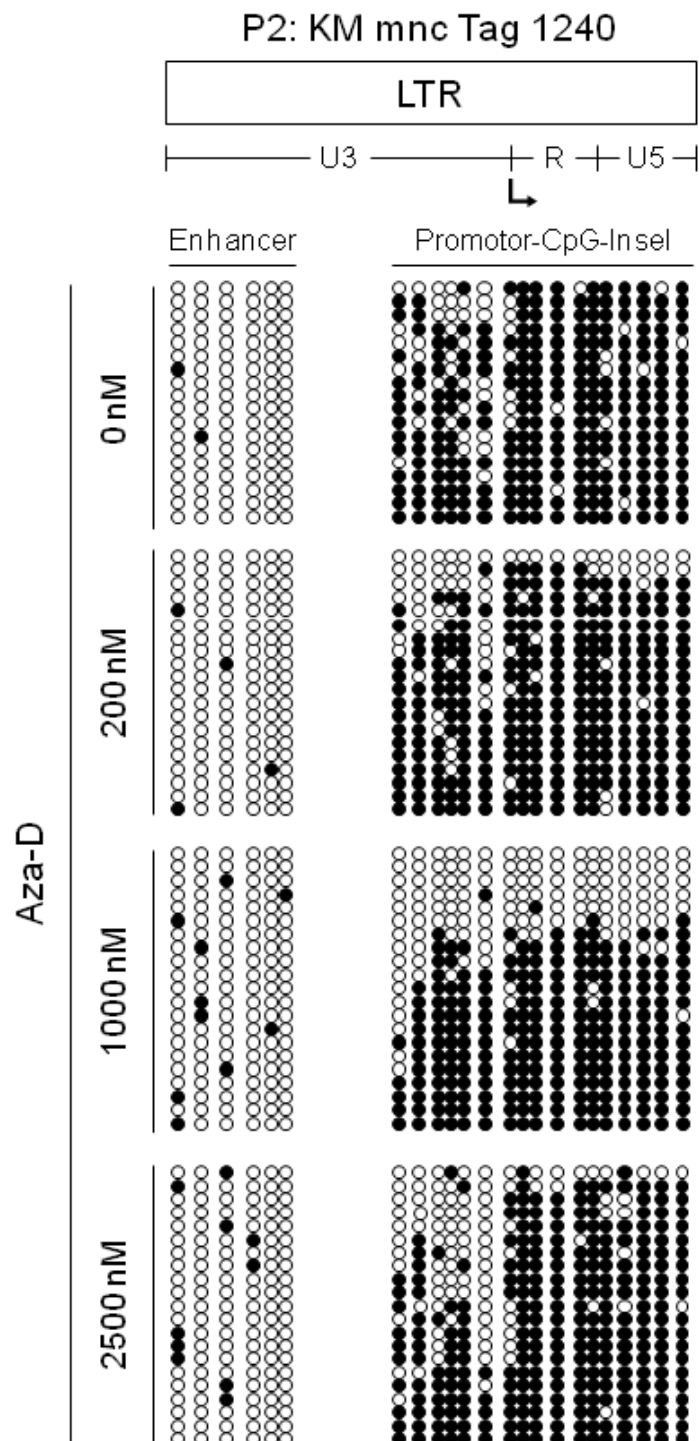 P2: KM mnc Tag 1240
LTR
U3 R U5
Enhancer Promotor-CpG-Insel
Aza-D
0 nM
200 nM
1000 nM
2500 nM